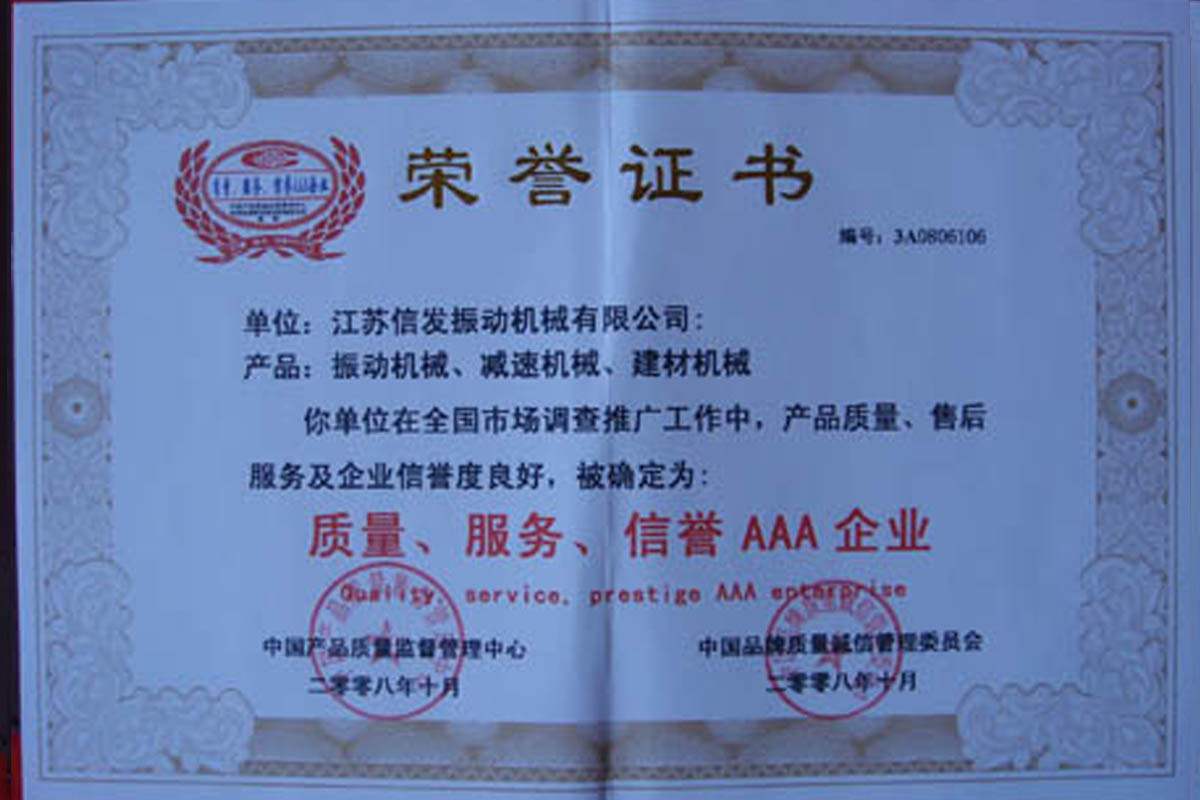 荣誉证书
编号：3A0806106
单位：江苏信发振动机械有限公司：
产品：振动机械、减速机械、建材机械
你单位在全国市场调查推广工作中，产品质量、售后
服务及企业信誉度良好，被确定为：
质量、服务、信誉 AAA 企业
Quality, service, prestige AAA enterprise
中国产品质量监督管理中心
中国品牌质量誠信管理委员会
二零零八年十月
二零零八年十月